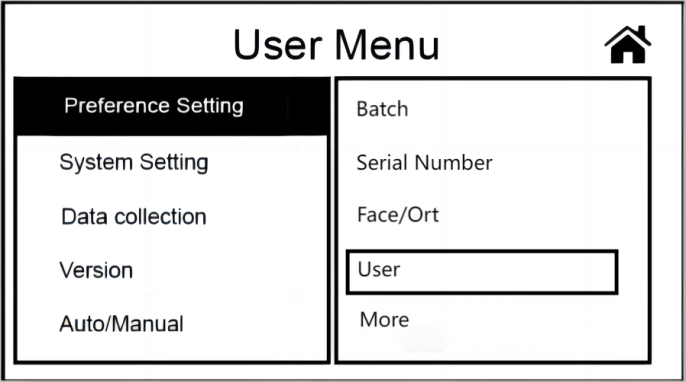 User Menu
Preference Setting
System Setting
Data collection
Version
Auto/Manual
Batch
Serial Number
Face/Ort
User
More